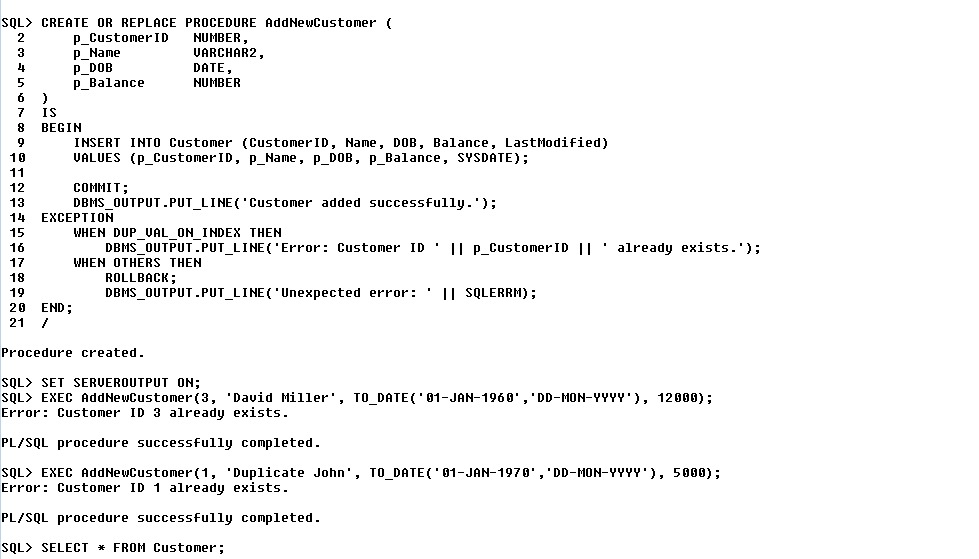 SQL> CREATE OR REPLACE PROCEDURE AddNewCustomer (
  2      p_CustomerID   NUMBER,
  3      p_Name         VARCHAR2,
  4      p_DOB          DATE,
  5      p_Balance      NUMBER
  6  )
  7  IS
  8  BEGIN
  9      INSERT INTO Customer (CustomerID, Name, DOB, Balance, LastModified)
 10      VALUES (p_CustomerID, p_Name, p_DOB, p_Balance, SYSDATE);
 11
 12      COMMIT;
 13      DBMS_OUTPUT.PUT_LINE('Customer added successfully.');
 14  EXCEPTION
 15      WHEN DUP_VAL_ON_INDEX THEN
 16          DBMS_OUTPUT.PUT_LINE('Error: Customer ID ' || p_CustomerID || ' already exists.');
 17      WHEN OTHERS THEN
 18          ROLLBACK;
 19          DBMS_OUTPUT.PUT_LINE('Unexpected error: ' || SQLERRM);
 20  END;
 21  /
Procedure created.
SQL> SET SERVEROUTPUT ON;
SQL> EXEC AddNewCustomer(3, 'David Miller', TO_DATE('01-JAN-1960','DD-MON-YYYY'), 12000);
Error: Customer ID 3 already exists.
PL/SQL procedure successfully completed.
SQL> EXEC AddNewCustomer(1, 'Duplicate John', TO_DATE('01-JAN-1970','DD-MON-YYYY'), 5000);
Error: Customer ID 1 already exists.
PL/SQL procedure successfully completed.
SQL> SELECT * FROM Customer;